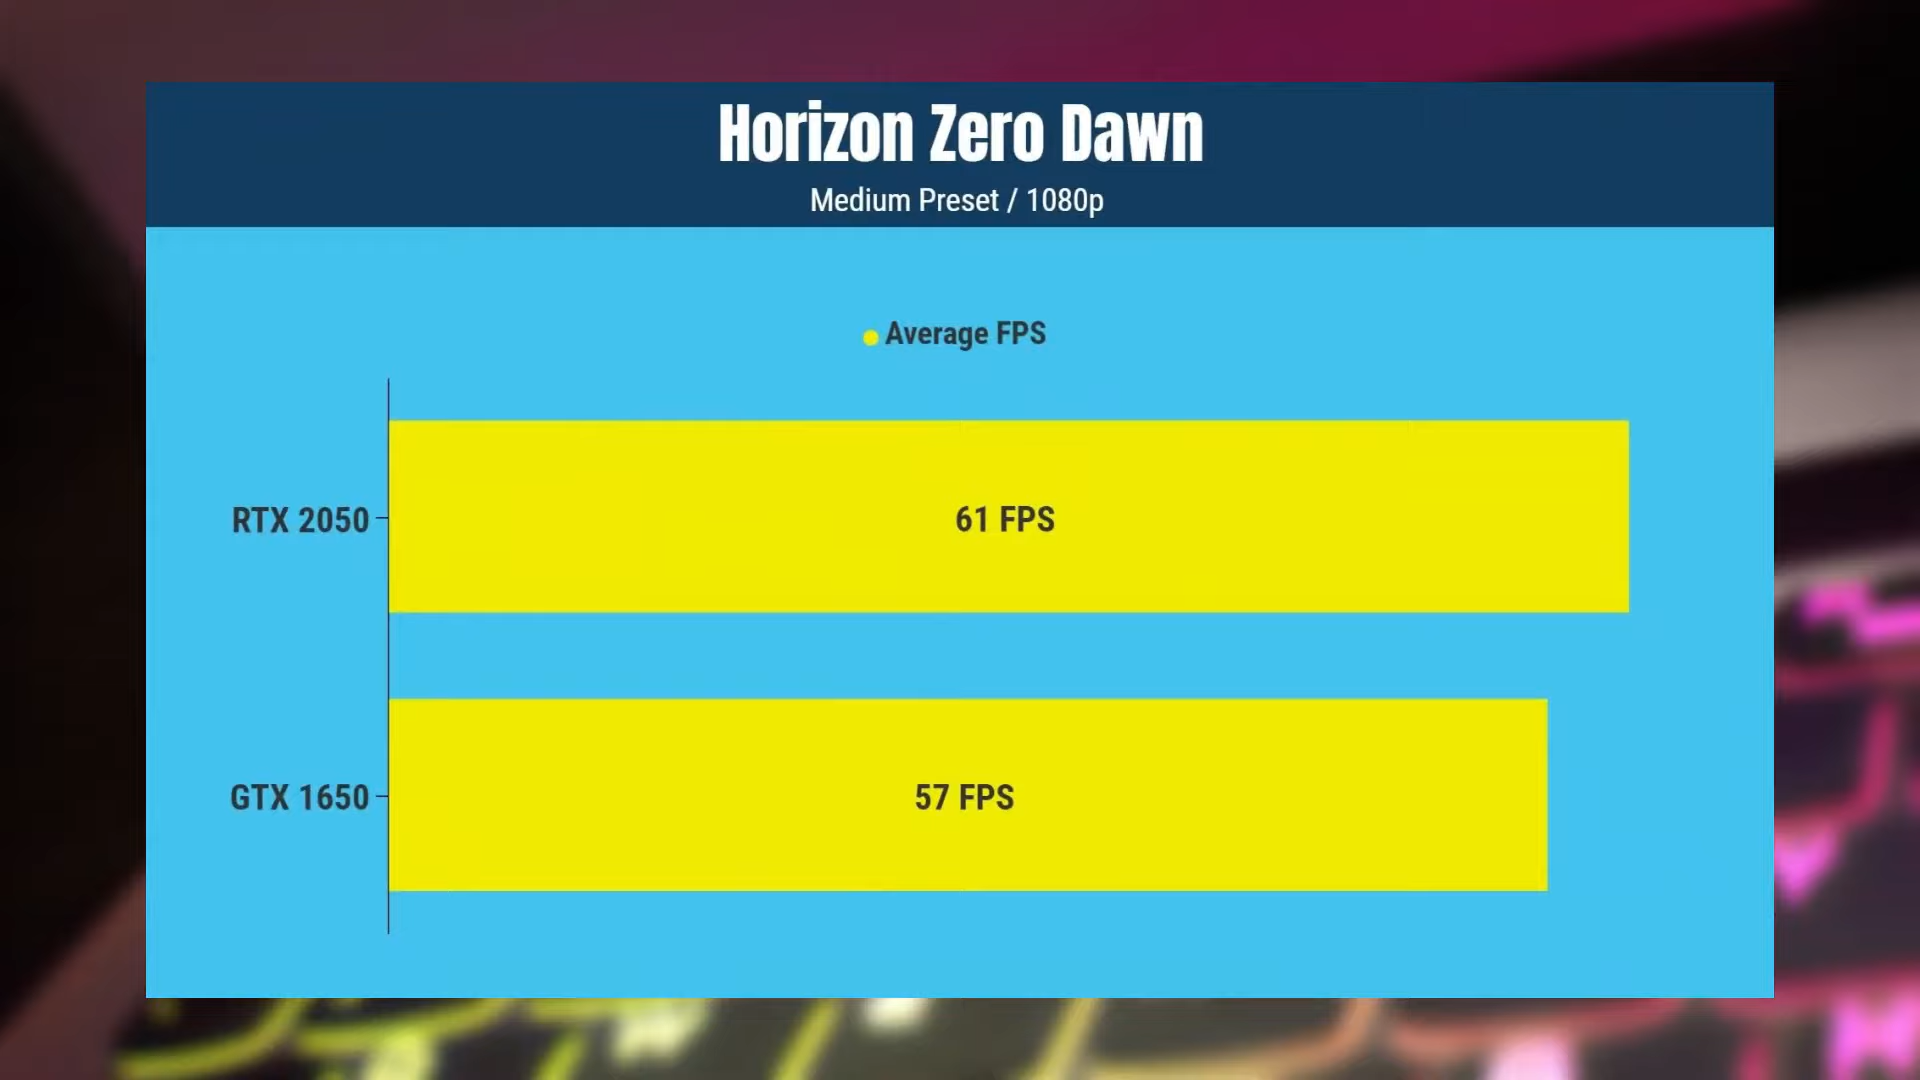 Horizon Zero Dawn
Medium Preset / 1080p
Average FPS
RTX 2050
61 FPS
GTX 1650
57 FPS